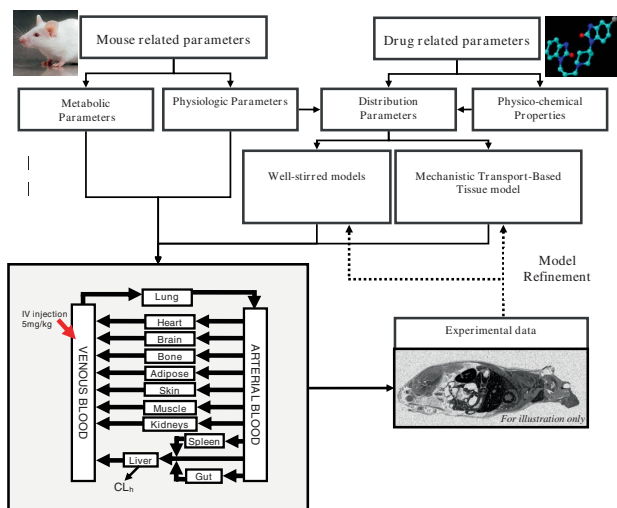 Mouse related parameters
Drug related parameters
Metabolic
Parameters
Physiologic Parameters
Distribution
Parameters
Physico-chemical
Properties
Well-stirred models
Mechanistic Transport-Based
Tissue model
Model
Refinement
Experimental data
For illustration only
IV injection
5mg/kg
VENOUS BLOOD
ARTERIAL BLOOD
Lung
Heart
Brain
Bone
Adipose
Skin
Muscle
Kidneys
Spleen
Liver
Gut
CLh